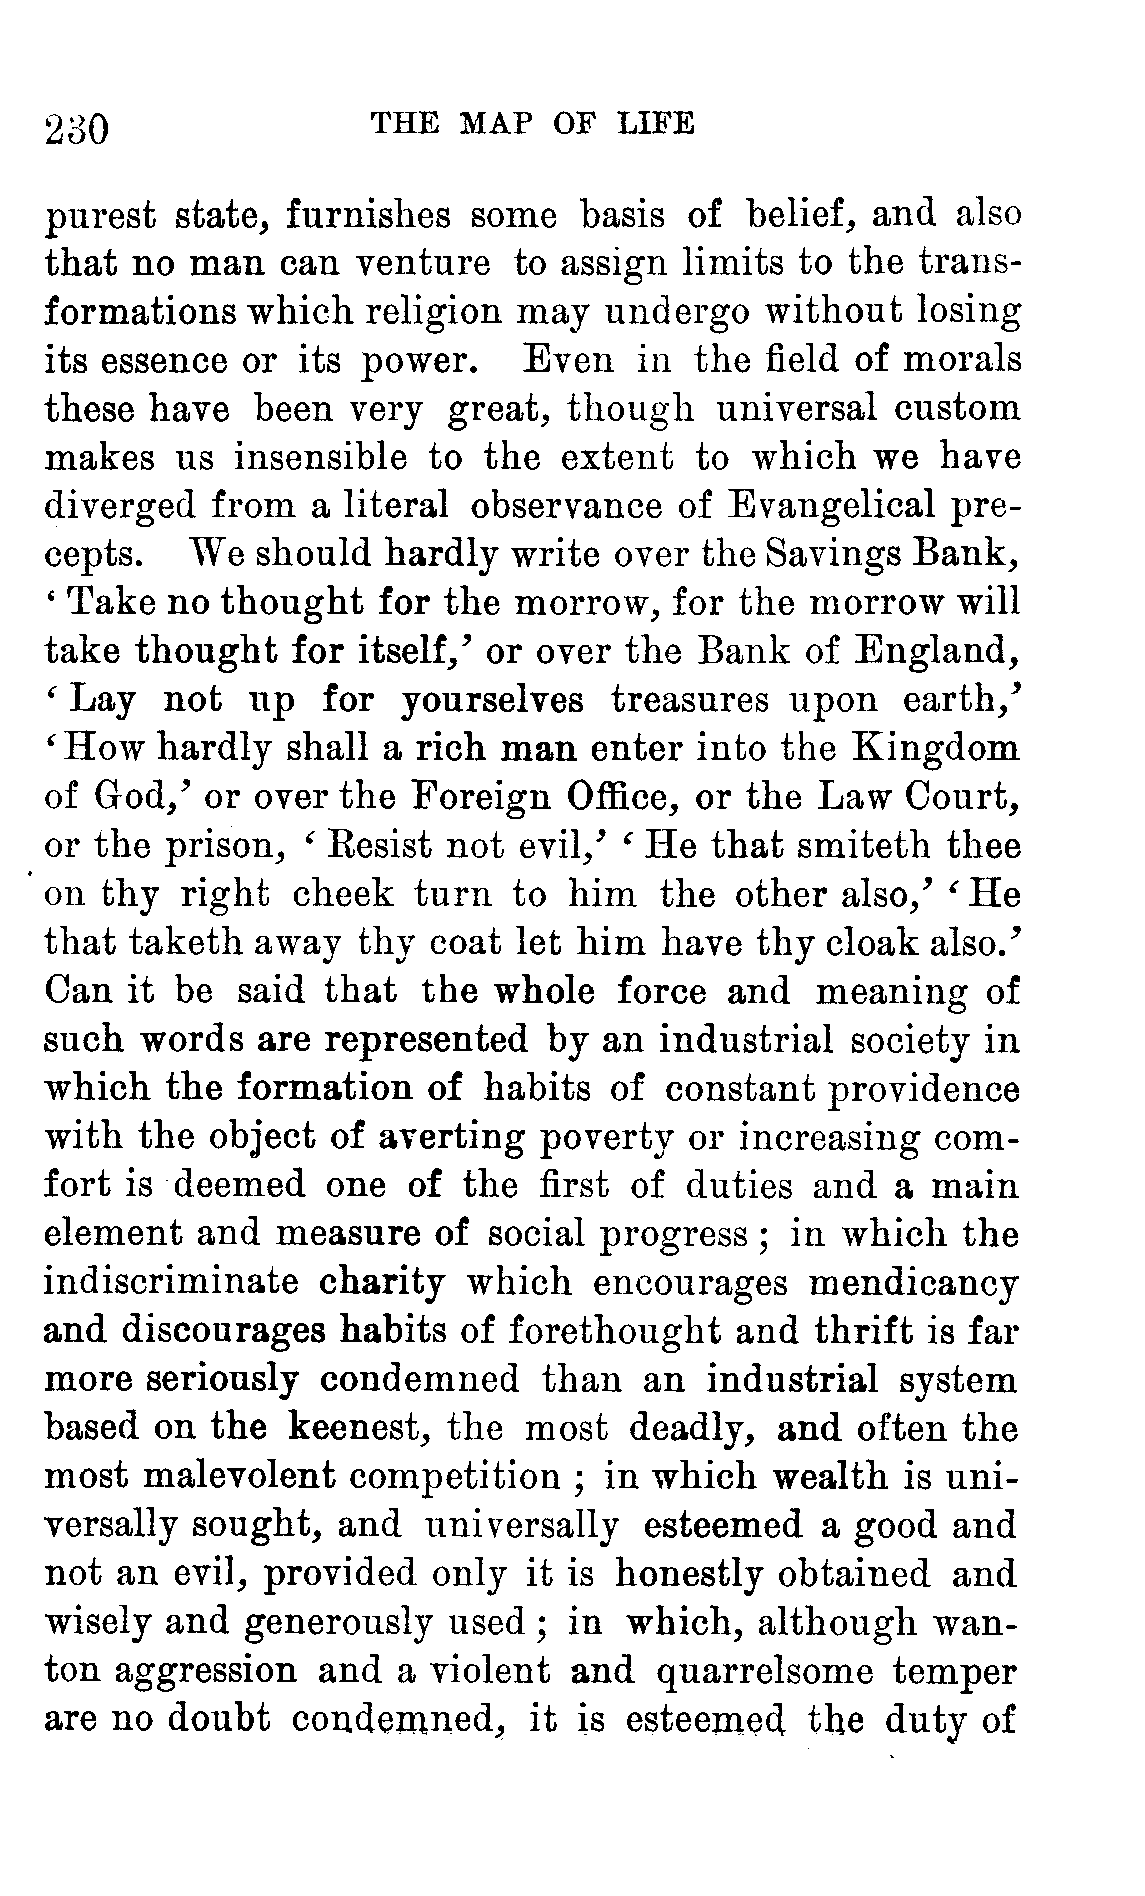 230 THE MAP OF LIFE
purest state, furnishes some basis of belief, and also
that no man can venture to assign limits to the trans-
formations which religion may undergo without losing
its essence or its power. Even in the field of morals
these have been very great, though universal custom
makes us insensible to the extent to which we have
diverged from a literal observance of Evangelical pre-
cepts. We should hardly write over the Savings Bank,
‘ Take no thought for the morrow, for the morrow will
take thought for itself,’ or over the Bank of England,
‘ Lay not up for yourselves treasures upon earth,’
‘ How hardly shall a rich man enter into the Kingdom
of God,’ or over the Foreign Office, or the Law Court,
or the prison, ‘ Resist not evil,’ ‘ He that smiteth thee
on thy right cheek turn to him the other also,’ ‘ He
that taketh away thy coat let him have thy cloak also.’
Can it be said that the whole force and meaning of
such words are represented by an industrial society in
which the formation of habits of constant providence
with the object of averting poverty or increasing com-
fort is deemed one of the first of duties and a main
element and measure of social progress ; in which the
indiscriminate charity which encourages mendicancy
and discourages habits of forethought and thrift is far
more seriously condemned than an industrial system
based on the keenest, the most deadly, and often the
most malevolent competition ; in which wealth is uni-
versally sought, and universally esteemed a good and
not an evil, provided only it is honestly obtained and
wisely and generously used ; in which, although wan-
ton aggression and a violent and quarrelsome temper
are no doubt condemned, it is esteemed the duty of